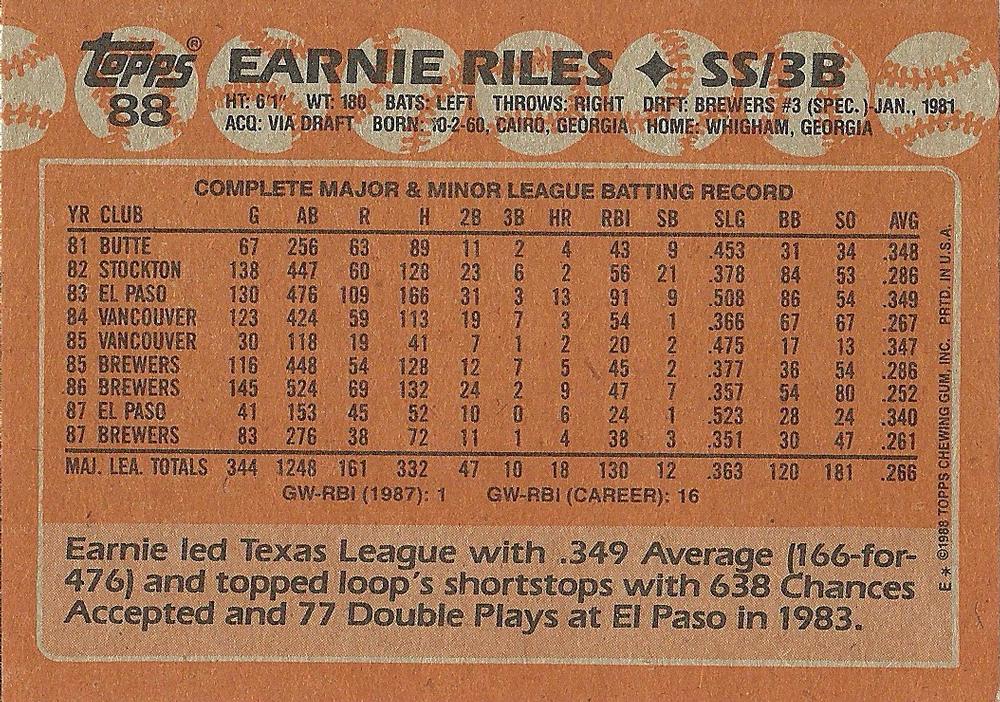 Topps® EARNIE RILES ✦ SS/3B
88 HT: 6'1" WT: 180 BATS: LEFT THROWS: RIGHT DRFT: BREWERS #3 (SPEC.)-JAN., 1981
ACQ: VIA DRAFT BORN: 10-2-60, CAIRO, GEORGIA HOME: WHIGHAM, GEORGIA
COMPLETE MAJOR & MINOR LEAGUE BATTING RECORD
YR CLUB G AB R H 2B 3B HR RBI SB SLG BB SO AVG
81 BUTTE 67 256 63 89 11 2 4 43 9 .453 31 34 .348
82 STOCKTON 138 447 60 128 23 6 2 56 21 .378 84 53 .286
83 EL PASO 130 476 109 166 31 3 13 91 9 .508 86 54 .349
84 VANCOUVER 123 424 59 113 19 7 3 54 1 .366 67 67 .267
85 VANCOUVER 30 118 19 41 7 1 2 20 2 .475 17 13 .347
85 BREWERS 116 448 54 128 12 7 5 45 2 .377 36 54 .286
86 BREWERS 145 524 69 132 24 2 9 47 7 .357 54 80 .252
87 EL PASO 41 153 45 52 10 0 6 24 1 .523 28 24 .340
87 BREWERS 83 276 38 72 11 1 4 38 3 .351 30 47 .261
MAJ. LEA. TOTALS 344 1248 161 332 47 10 18 130 12 .363 120 181 .266
GW-RBI (1987): 1 GW-RBI (CAREER): 16
Earnie led Texas League with .349 Average (166-for-
476) and topped loop's shortstops with 638 Chances
Accepted and 77 Double Plays at El Paso in 1983.
E ✶ ©1988 TOPPS CHEWING GUM, INC. PRTD. IN U.S.A.